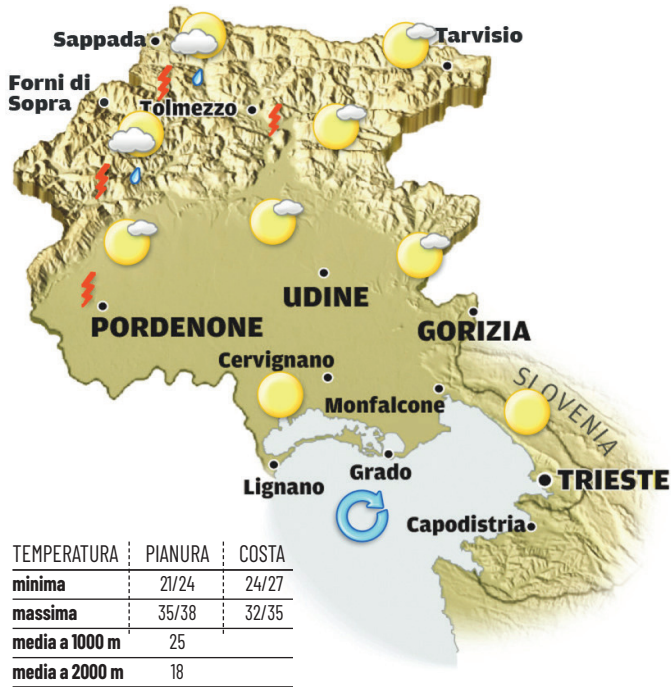 Sappada
Tarvisio
Forni di
Sopra
Tolmezzo
UDINE
PORDENONE
GORIZIA
Cervignano
SLOVENIA
Monfalcone
Grado
TRIESTE
Lignano
Capodistria
TEMPERATURA PIANURA COSTA
minima 21/24 24/27
massima 35/38 32/35
media a 1000 m 25
media a 2000 m 18